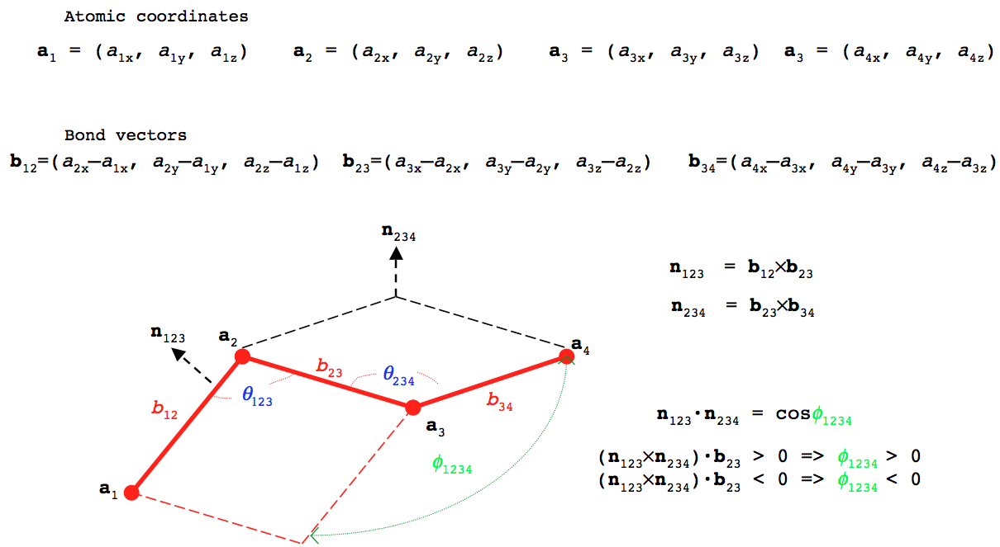 Atomic coordinates
a₁ = (a₁ₓ, a₁y, a₁z) a₂ = (a₂ₓ, a₂y, a₂z) a₃ = (a₃ₓ, a₃y, a₃z) a₃ = (a₄ₓ, a₄y, a₄z)
Bond vectors
b₁₂=(a₂ₓ—a₁ₓ, a₂y—a₁y, a₂z—a₁z) b₂₃=(a₃ₓ—a₂ₓ, a₃y—a₂y, a₃z—a₂z) b₃₄=(a₄ₓ—a₃ₓ, a₄y—a₃y, a₄z—a₃z)
n₂₃₄
n₁₂₃ = b₁₂×b₂₃
n₂₃₄ = b₂₃×b₃₄
n₁₂₃
a₂
a₄
b₂₃
θ₂₃₄
θ₁₂₃
b₁₂
b₃₄
a₃
n₁₂₃·n₂₃₄ = cosϕ₁₂₃₄
ϕ₁₂₃₄
(n₁₂₃×n₂₃₄)·b₂₃ > 0 => ϕ₁₂₃₄ > 0
(n₁₂₃×n₂₃₄)·b₂₃ < 0 => ϕ₁₂₃₄ < 0
a₁